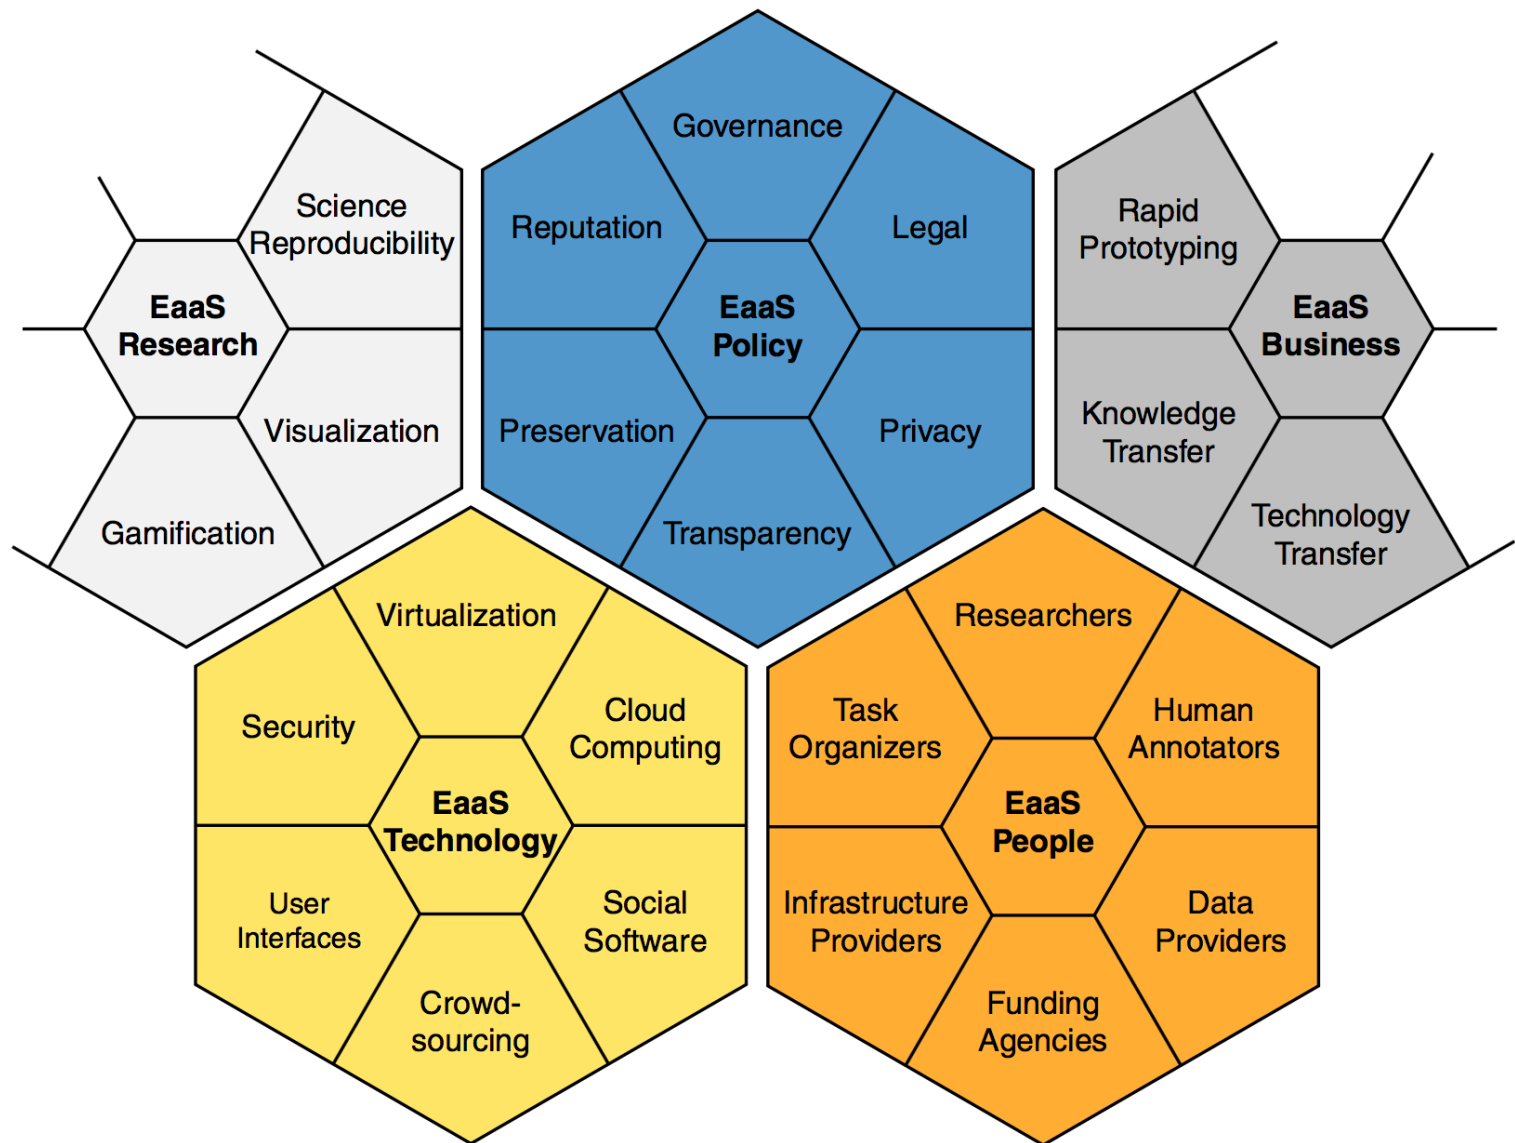 Science
Reproducibility
EaaS
Research
Visualization
Gamification
Governance
Reputation
Legal
EaaS
Policy
Preservation
Privacy
Transparency
Rapid
Prototyping
EaaS
Business
Knowledge
Transfer
Technology
Transfer
Virtualization
Security
Cloud
Computing
EaaS
Technology
User
Interfaces
Social
Software
Crowd-
sourcing
Researchers
Task
Organizers
Human
Annotators
EaaS
People
Infrastructure
Providers
Data
Providers
Funding
Agencies